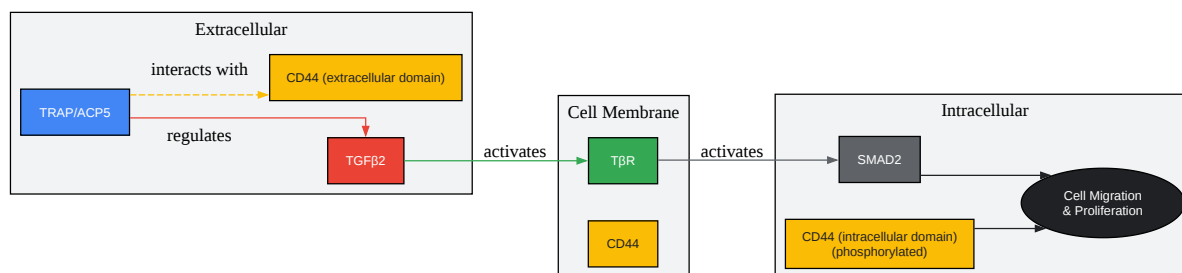 Extracellular
interacts with
CD44 (extracellular domain)
TRAP/ACP5
regulates
TGFβ2
activates
Cell Membrane
TβR
CD44
activates
Intracellular
SMAD2
Cell Migration
& Proliferation
CD44 (intracellular domain)
(phosphorylated)